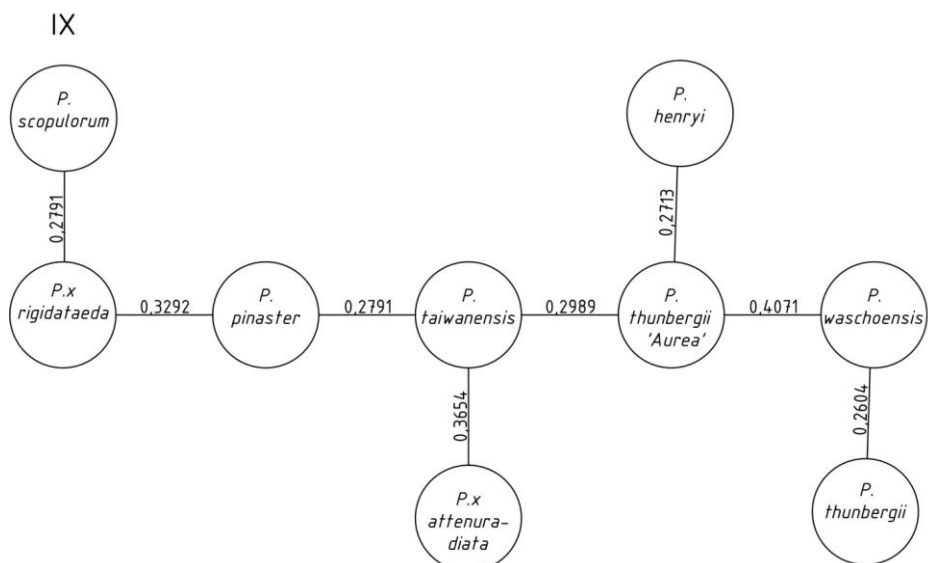 IX
P.
scopulorum
P.
henryi
0,2791
0,2713
P.x
rigidataeda
0,3292
P.
pinaster
0,2791
P.
taiwanensis
0,2989
P.
thunbergii
'Aurea'
0,4071
P.
waschoensis
0,3654
0,2604
P.x
attenura-
diata
P.
thunbergii